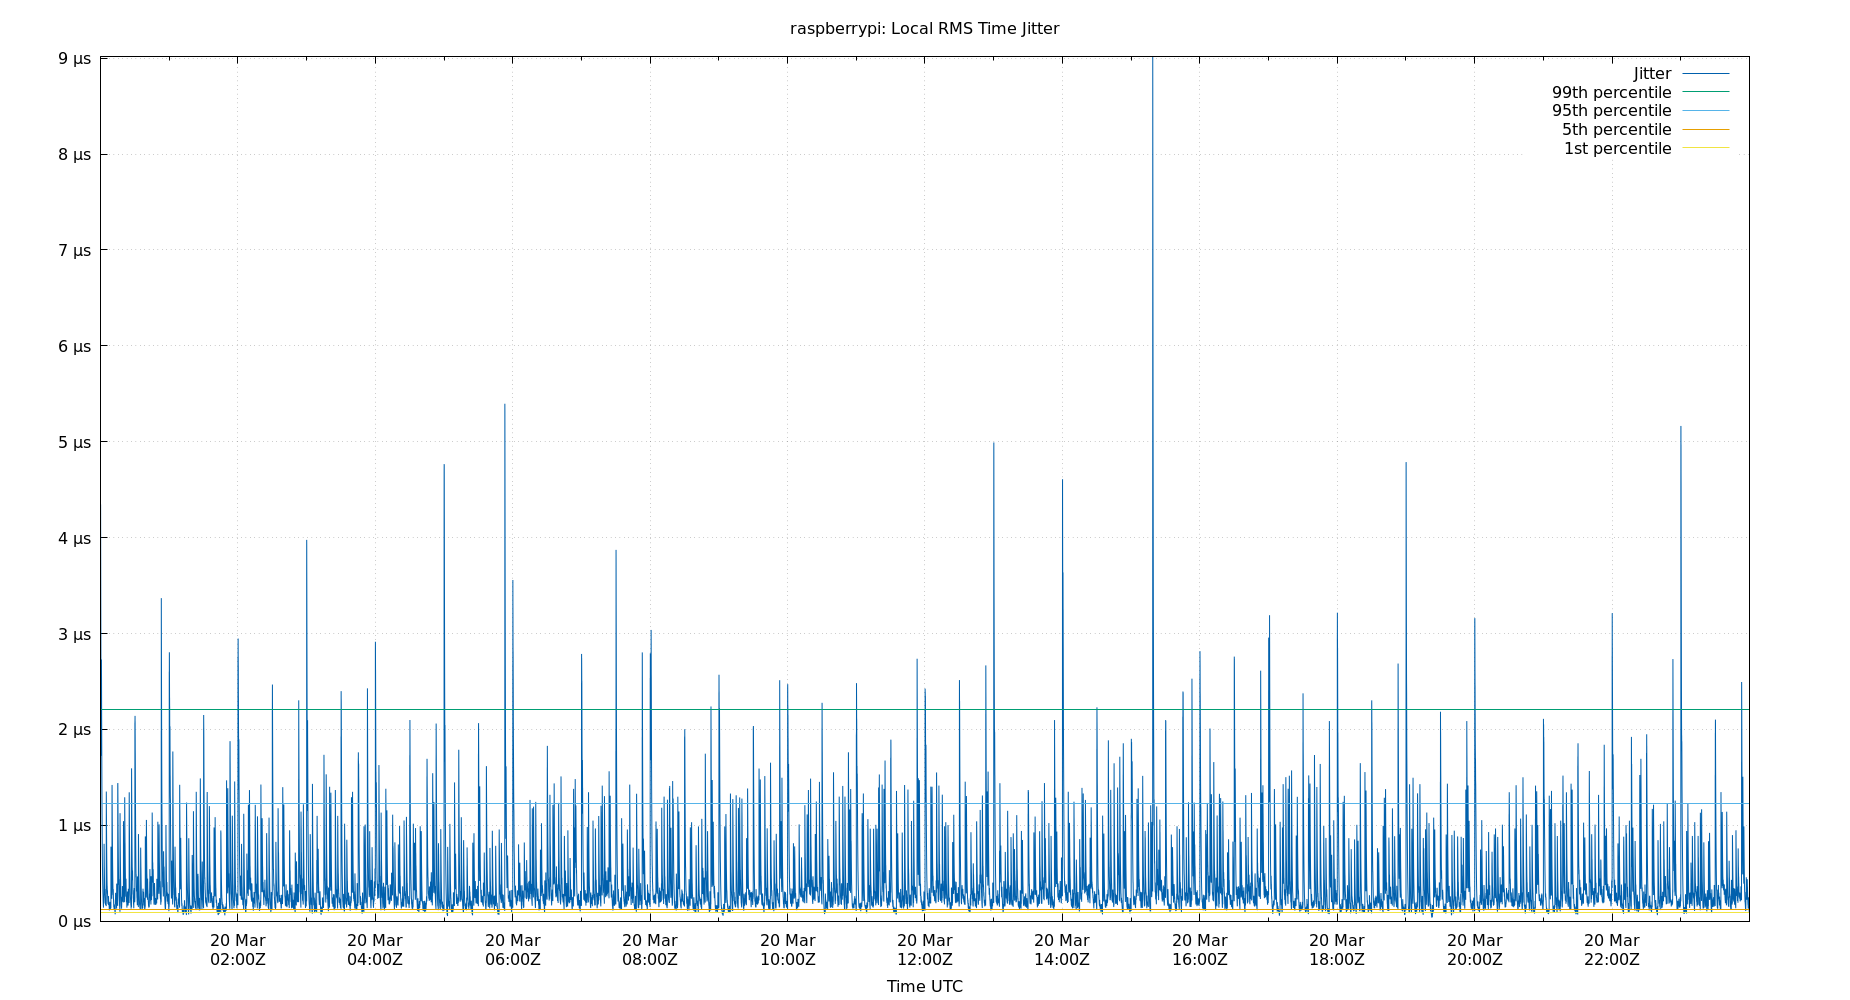 raspberrypi: Local RMS Time Jitter
9 µs
8 µs
7 µs
6 µs
5 µs
4 µs
3 µs
2 µs
1 µs
0 µs
Jitter
99th percentile
95th percentile
5th percentile
1st percentile
20 Mar
02:00Z
20 Mar
04:00Z
20 Mar
06:00Z
20 Mar
08:00Z
20 Mar
10:00Z
20 Mar
12:00Z
20 Mar
14:00Z
20 Mar
16:00Z
20 Mar
18:00Z
20 Mar
20:00Z
20 Mar
22:00Z
Time UTC